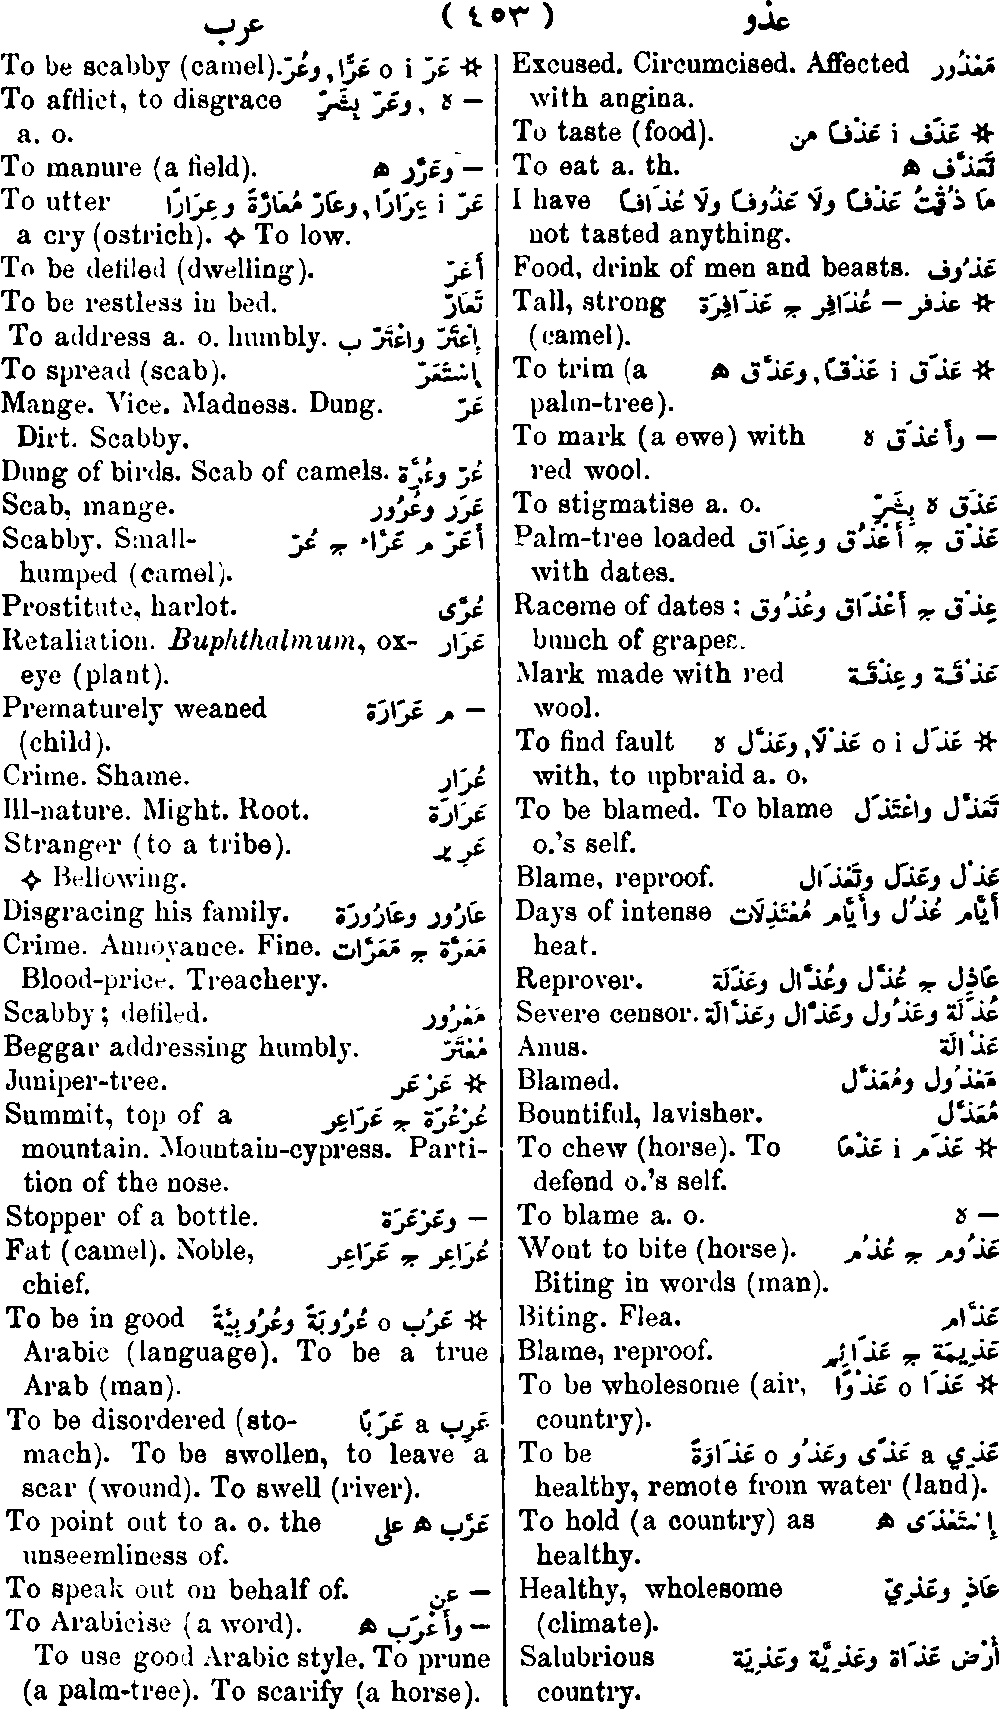 عذو ( ٤٥٣ ) عرب
Excused. Circumcised. Affected مَعْذُور
with angina.
To taste (food). ✲ عَذَف i عَذْفًا من
To eat a. th. تَعَذَّف ه
I have مَا ذُقْتُ عَذْفًا ولَا عَذُوفًا ولَا عُذَافًا
not tasted anything.
Food, drink of men and beasts. عَذُوف
Tall, strong ✲ عذفر – عُذَافِر ج عَذَافِرَة
(camel).
To trim (a ✲ عَذَق i عَذْقًا, وعَذَّق ه
palm-tree).
To mark (a ewe) with – وأَعْذَق ه
red wool.
To stigmatise a. o. عَذَق ه بِشَرّ
Palm-tree loaded عَذْق ج أَعْذُق وعِذَاق
with dates.
Raceme of dates : عِذْق ج أَعْذَاق وعُذُوق
bunch of grapes.
Mark made with red عَذْقَة وعِذْقَة
wool.
To find fault ✲ عَذَل o i عَذْلًا, وعَذَّل ه
with, to upbraid a. o.
To be blamed. To blame تَعَذَّل واعْتَذَل
o.'s self.
Blame, reproof. عَذْل وعَذَل وتَعْذَال
Days of intense أَيَّام عُذُل وأَيَّام مُعْتَذِلَات
heat.
Reprover. عَاذِل ج عُذَّل وعُذَّال وعَذَلَة
Severe censor. عُذَلَة وعَذُول وعَذَّال وعَذَّالَة
Anus. عَذَّالَة
Blamed. مَعْذُول ومُعَذَّل
Bountiful, lavisher. مُعَذَّل
To chew (horse). To ✲ عَذَم i عَذْمًا
defend o.'s self.
To blame a. o. – ه
Wont to bite (horse). عَذُوم ج عُذُم
Biting in words (man).
Biting. Flea. عَذَّام
Blame, reproof. عَذِيمَة ج عَذَائِم
To be wholesome (air, ✲ عَذَا o عَذْوًا
country).
To be عَذِي a عَذًى وعَذُو o عَذَاوَةً
healthy, remote from water (land).
To hold (a country) as إِسْتَعْذَى ه
healthy.
Healthy, wholesome عَاذٍ وعَذِيّ
(climate).
Salubrious أَرْض عَذَاة وعَذِيَّة وعَذِيَة
country.
To be scabby (camel). ✲ عَرّ o i عَرًّا, وعُرّ
To afflict, to disgrace – ه, وعَرّ بِشَرّ
a. o.
To manure (a field). – وعَرَّر ه
To utter عَرّ i عِرَارًا, وعَارّ مُعَارَّةً وعِرَارًا
a cry (ostrich). ✧ To low.
To be defiled (dwelling). أَعَرّ
To be restless in bed. تَعَارّ
To address a. o. humbly. إِعْتَرّ واعْتَرّ ب
To spread (scab). إِسْتَعَرّ
Mange. Vice. Madness. Dung. عَرّ
Dirt. Scabby.
Dung of birds. Scab of camels. عُرّ وعُرَّة
Scab, mange. عَرَر وعُرُور
Scabby. Small- أَعَرّ م عَرَّاء ج عُرّ
humped (camel).
Prostitute, harlot. عُرَّى
Retaliation. Buphthalmum, ox- عَرَار
eye (plant).
Prematurely weaned – م عَرَارَة
(child).
Crime. Shame. عُرَار
Ill-nature. Might. Root. عَرَارَة
Stranger (to a tribe). عَرِير
✧ Bellowing.
Disgracing his family. عَارُور وعَارُورَة
Crime. Annoyance. Fine. مَعَرَّة ج مَعَرَّات
Blood-price. Treachery.
Scabby ; defiled. مَعْرُور
Beggar addressing humbly. مُعْتَرّ
Juniper-tree. ✲ عَرْعَر
Summit, top of a عُرْعُرَة ج عَرَاعِر
mountain. Mountain-cypress. Parti-
tion of the nose.
Stopper of a bottle. – وعَرْعَرَة
Fat (camel). Noble, عُرَاعِر ج عَرَاعِر
chief.
To be in good ✲ عَرُب o عُرُوبَةً وعُرُوبِيَّةً
Arabic (language). To be a true
Arab (man).
To be disordered (sto- عَرِب a عَرَبًا
mach). To be swollen, to leave a
scar (wound). To swell (river).
To point out to a. o. the عَرَّب ه على
unseemliness of.
To speak out on behalf of. – عن
To Arabicise (a word). – وأَعْرَب ه
To use good Arabic style. To prune
(a palm-tree). To scarify (a horse).